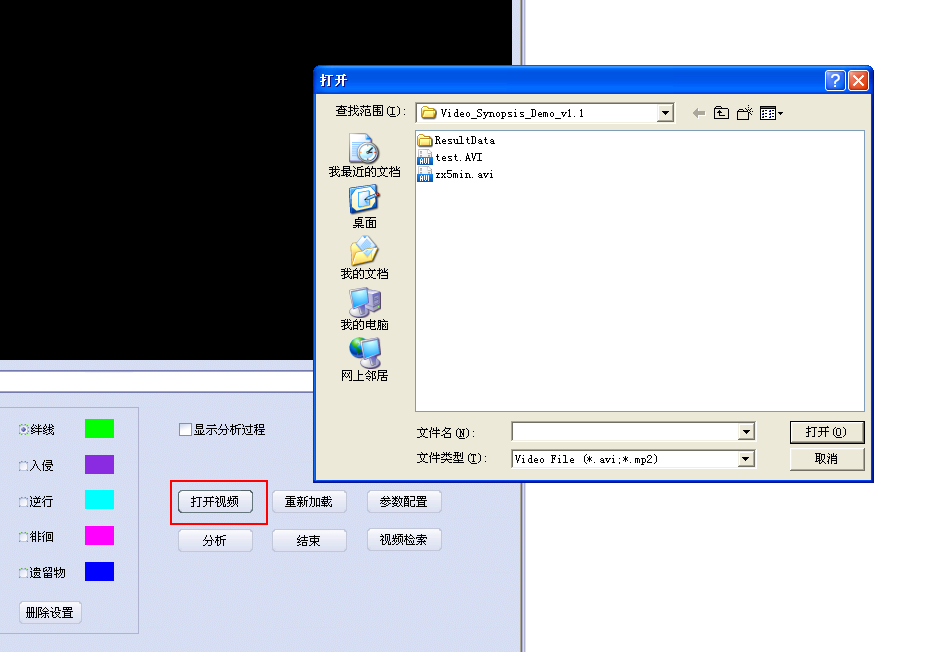 打开
?
查找范围(I):
Video_Synopsis_Demo_v1.1
我最近的文档
桌面
我的文档
我的电脑
网上邻居
ResultData
AVI test.AVI
AVI zx5min.avi
文件名(N):
打开(O)
文件类型(T):
Video File (*.avi;*.mp2)
取消
绊线
入侵
逆行
徘徊
遗留物
删除设置
显示分析过程
打开视频
重新加载
参数配置
分析
结束
视频检索